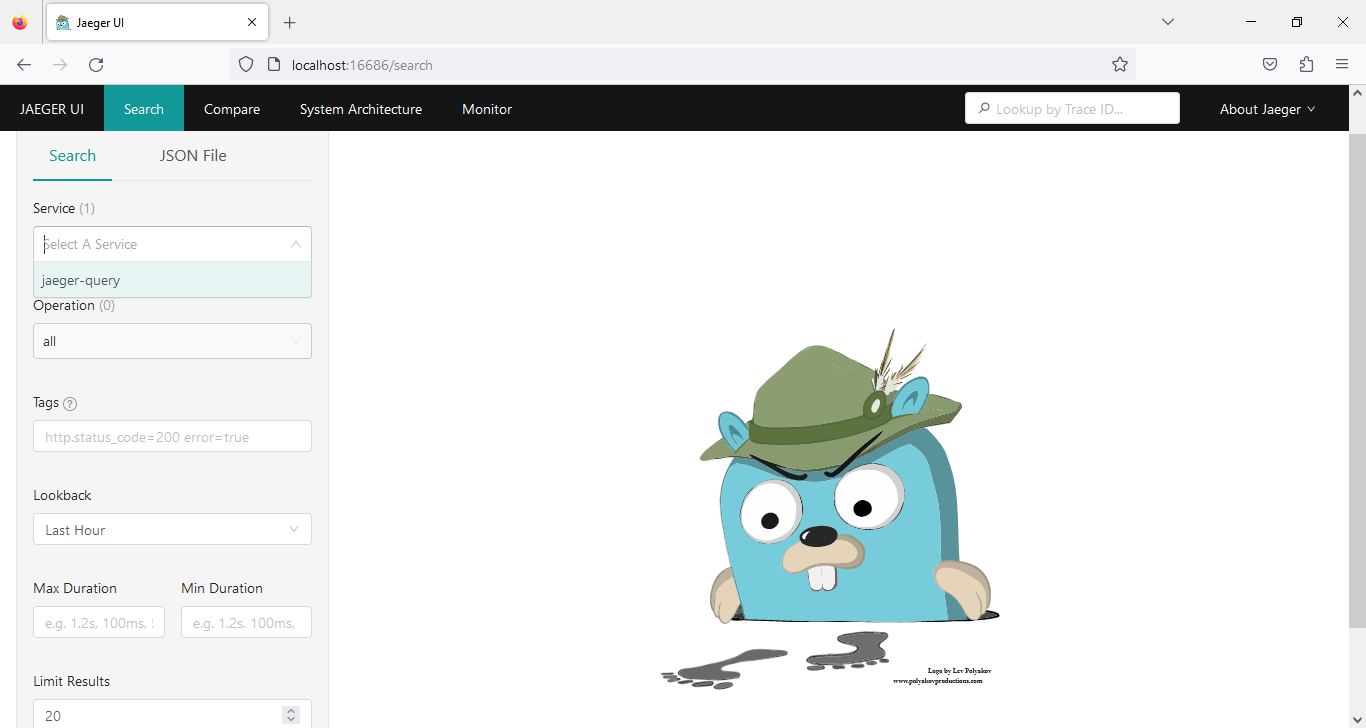 Jaeger UI
localhost:16686/search
JAEGER UI Search Compare System Architecture Monitor Lookup by Trace ID... About Jaeger
Search JSON File
Service (1)
Select A Service
jaeger-query
Operation (0)
all
Tags ?
http.status_code=200 error=true
Lookback
Last Hour
Max Duration Min Duration
e.g. 1.2s, 100ms, e.g. 1.2s, 100ms,
Limit Results
20
Logo by Lev Polyakov
www.polyakovproductions.com